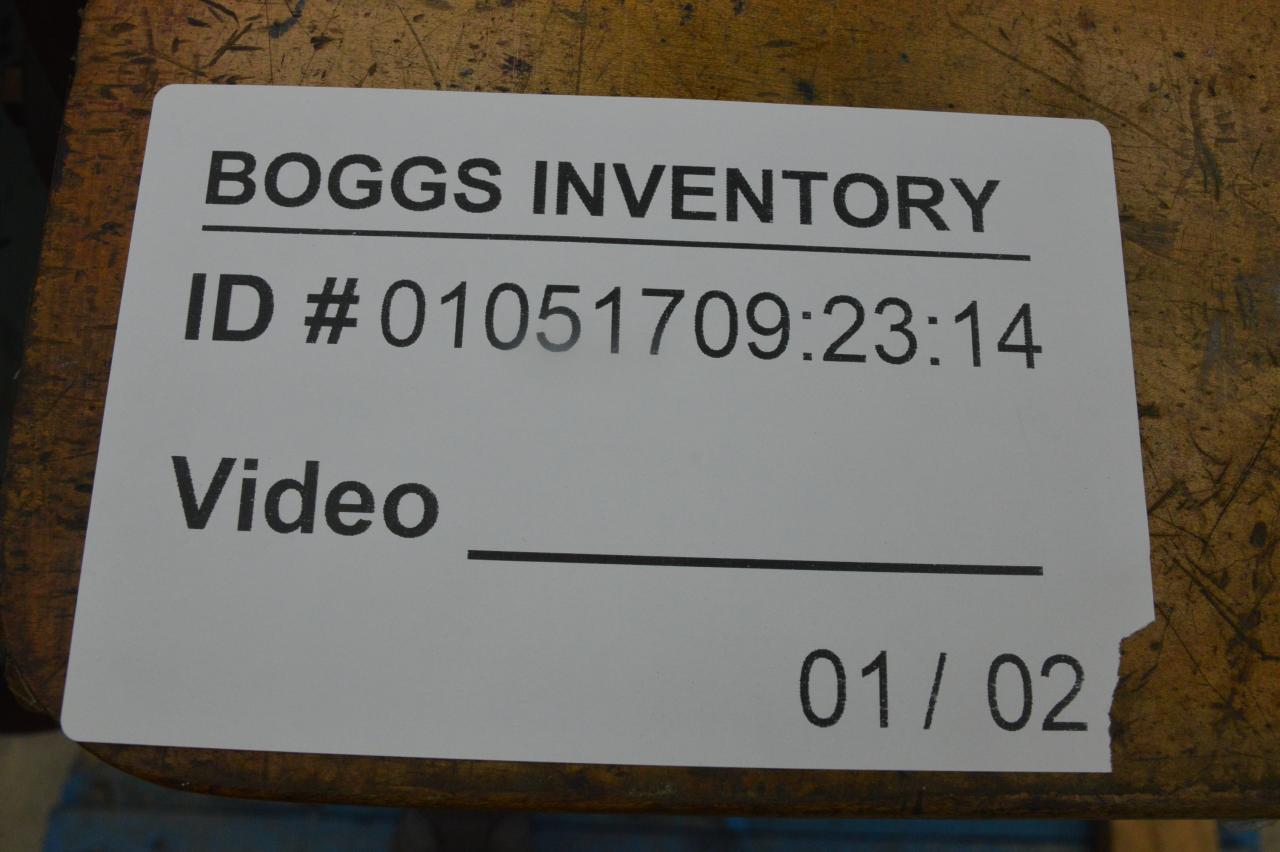 BOGGS INVENTORY
ID # 01051709:23:14
Video
01 / 02